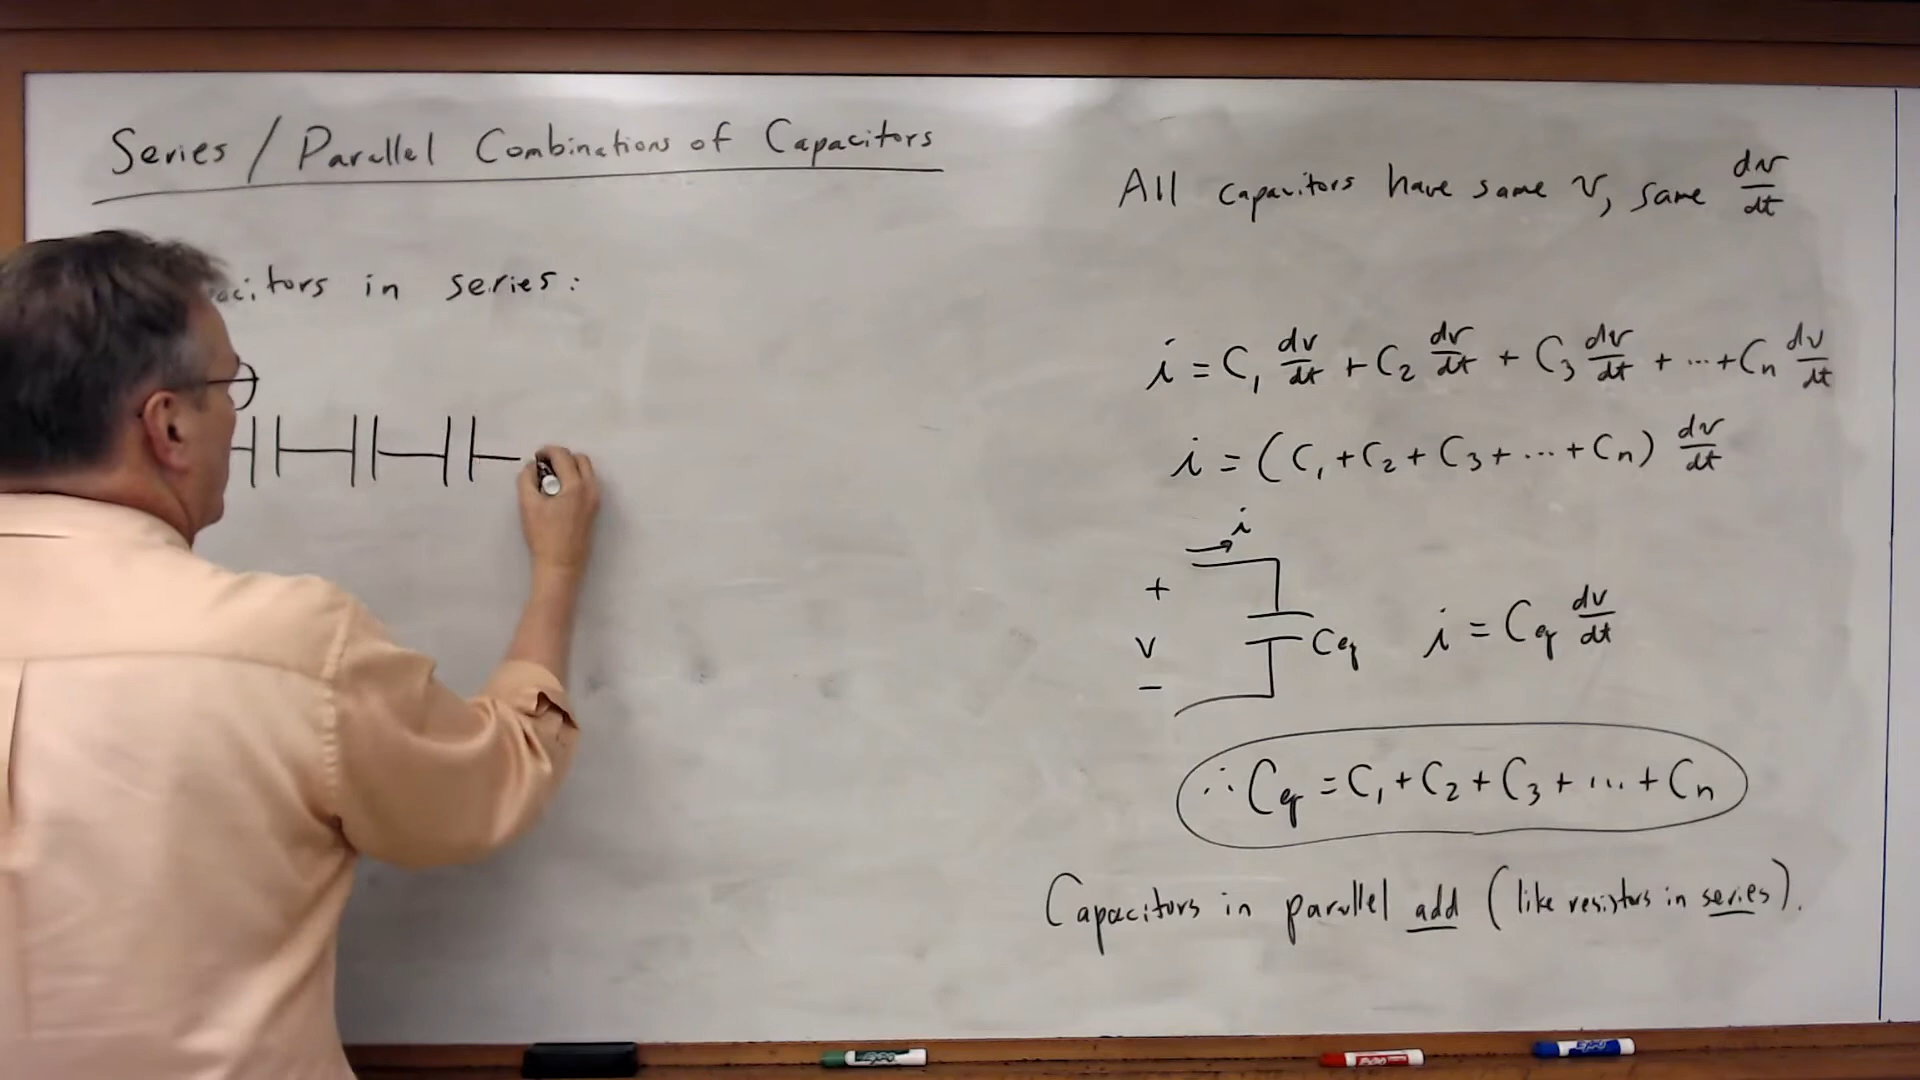 Series / Parallel Combinations of Capacitors
in series:
All capacitors have same v, same dv/dt
i = C₁ dv/dt + C₂ dv/dt + C₃ dv/dt + ... + Cₙ dv/dt
i = (C₁ + C₂ + C₃ + ... + Cₙ) dv/dt
i
+
v
-
Ceq
i = Ceq dv/dt
∴ Ceq = C₁ + C₂ + C₃ + ... + Cₙ
Capacitors in parallel add (like resistors in series).
EXPO